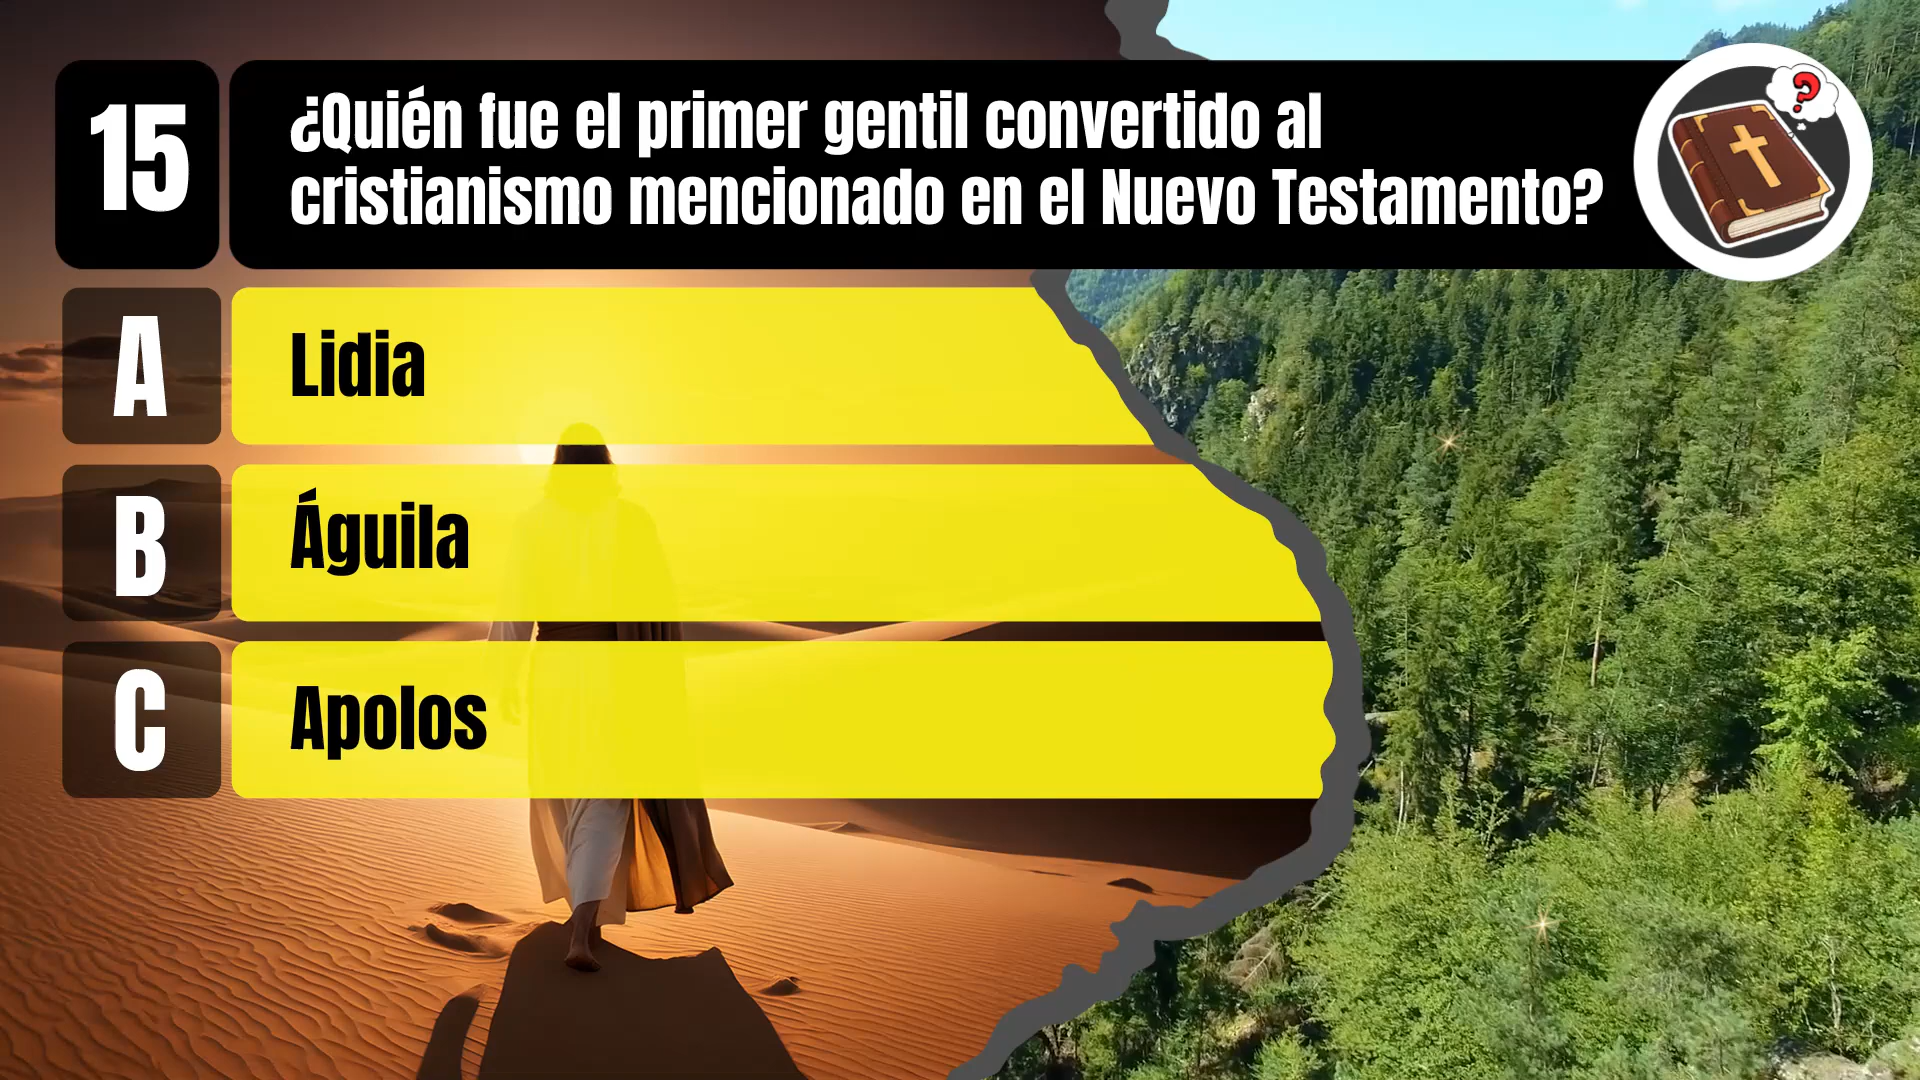 15
¿Quién fue el primer gentil convertido al
cristianismo mencionado en el Nuevo Testamento?
?
A
Lidia
B
Águila
C
Apolos